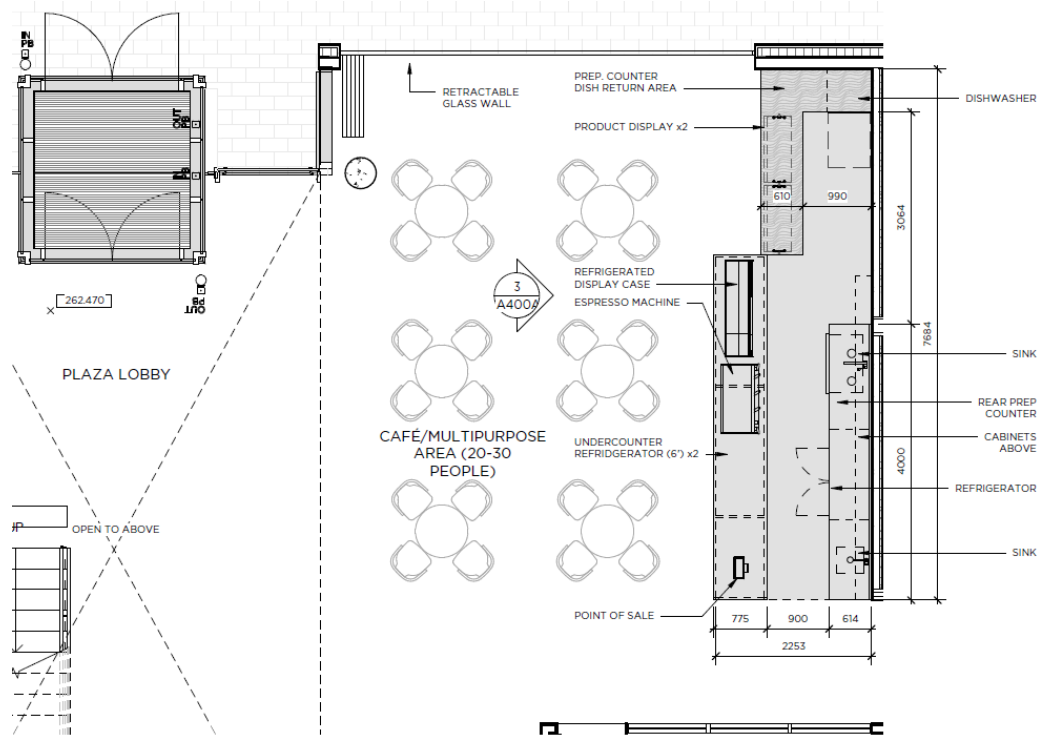 IN
PB
RETRACTABLE
GLASS WALL
PREP. COUNTER
DISH RETURN AREA
DISHWASHER
PRODUCT DISPLAY x2
OUT
PB
IN
PB
610
990
3064
REFRIGERATED
DISPLAY CASE
3
A400A
ESPRESSO MACHINE
262.470
OUT
PB
7684
SINK
PLAZA LOBBY
REAR PREP
COUNTER
CAFÉ/MULTIPURPOSE
AREA (20-30
PEOPLE)
UNDERCOUNTER
REFRIDGERATOR (6') x2
CABINETS
ABOVE
4000
REFRIGERATOR
UP
OPEN TO ABOVE
SINK
POINT OF SALE
775
900
614
2253